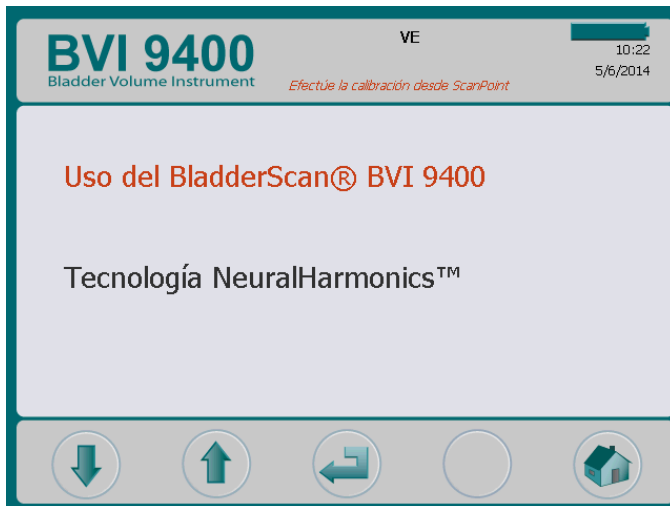 BVI 9400
Bladder Volume Instrument
VE
Efectúe la calibración desde ScanPoint
10:22
5/6/2014
Uso del BladderScan® BVI 9400
Tecnología NeuralHarmonics™